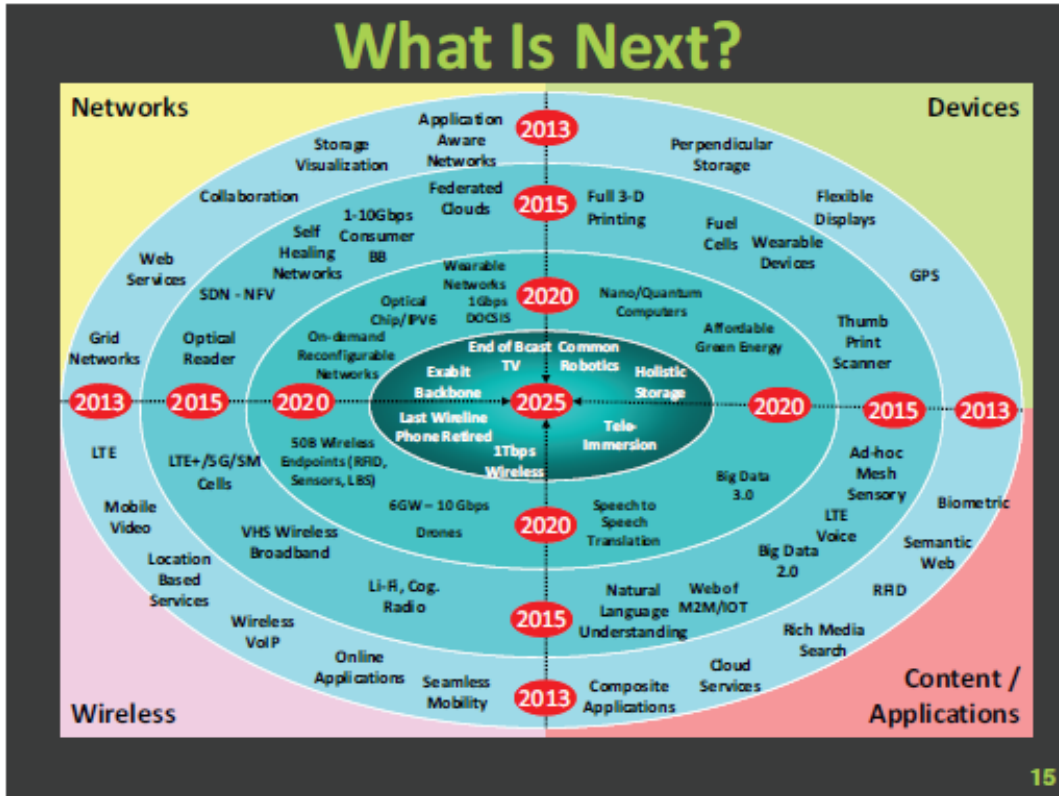 What Is Next?
Networks
Devices
Application
Aware
Networks
2013
Storage
Visualization
Perpendicular
Storage
Collaboration
Federated
Clouds
2015
Full 3-D
Printing
Flexible
Displays
1-10Gbps
Consumer
BB
Self
Healing
Networks
Fuel
Cells
Wearable
Devices
Web
Services
SDN - NFV
Wearable
Networks
1Gbps
DOCSIS
2020
Nano/Quantum
Computers
GPS
Optical
Chip/IPV6
Grid
Networks
Optical
Reader
On-demand
Reconfigurable
Networks
Affordable
Green Energy
Thumb
Print
Scanner
End of Bcast
TV
Common
Robotics
Exabit
Backbone
Holistic
Storage
2013
2015
2020
2025
2020
2015
2013
Last Wireline
Phone Retired
1Tbps
Wireless
Tele-
Immersion
LTE
LTE+/5G/SM
Cells
50B Wireless
Endpoints (RFID,
Sensors, LBS)
Big Data
3.0
Ad-hoc
Mesh
Sensory
Biometric
Mobile
Video
6GW – 10 Gbps
Drones
2020
Speech to
Speech
Translation
LTE
Voice
VHS Wireless
Broadband
Big Data
2.0
Semantic
Web
Location
Based
Services
Li-Fi, Cog.
Radio
2015
Natural
Language
Understanding
Web of
M2M/IOT
RFID
Wireless
VoIP
Rich Media
Search
Online
Applications
Seamless
Mobility
2013
Composite
Applications
Cloud
Services
Wireless
Content /
Applications
15